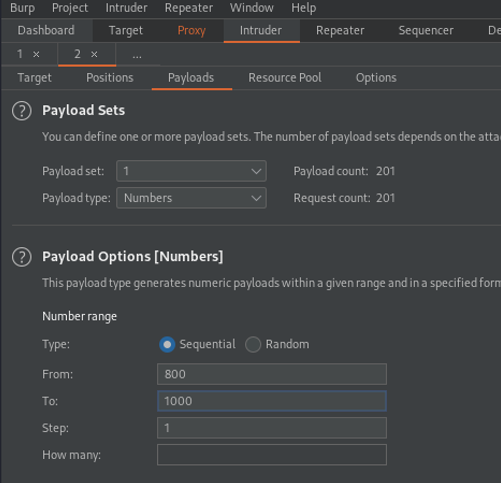 Burp Project Intruder Repeater Window Help
Dashboard Target Proxy Intruder Repeater Sequencer
1 × 2 × ...
Target Positions Payloads Resource Pool Options
? Payload Sets
You can define one or more payload sets. The number of payload sets depends on the
Payload set: 1 Payload count: 201
Payload type: Numbers Request count: 201
? Payload Options [Numbers]
This payload type generates numeric payloads within a given range and in a specified
Number range
Type: Sequential Random
From: 800
To: 1000
Step: 1
How many: